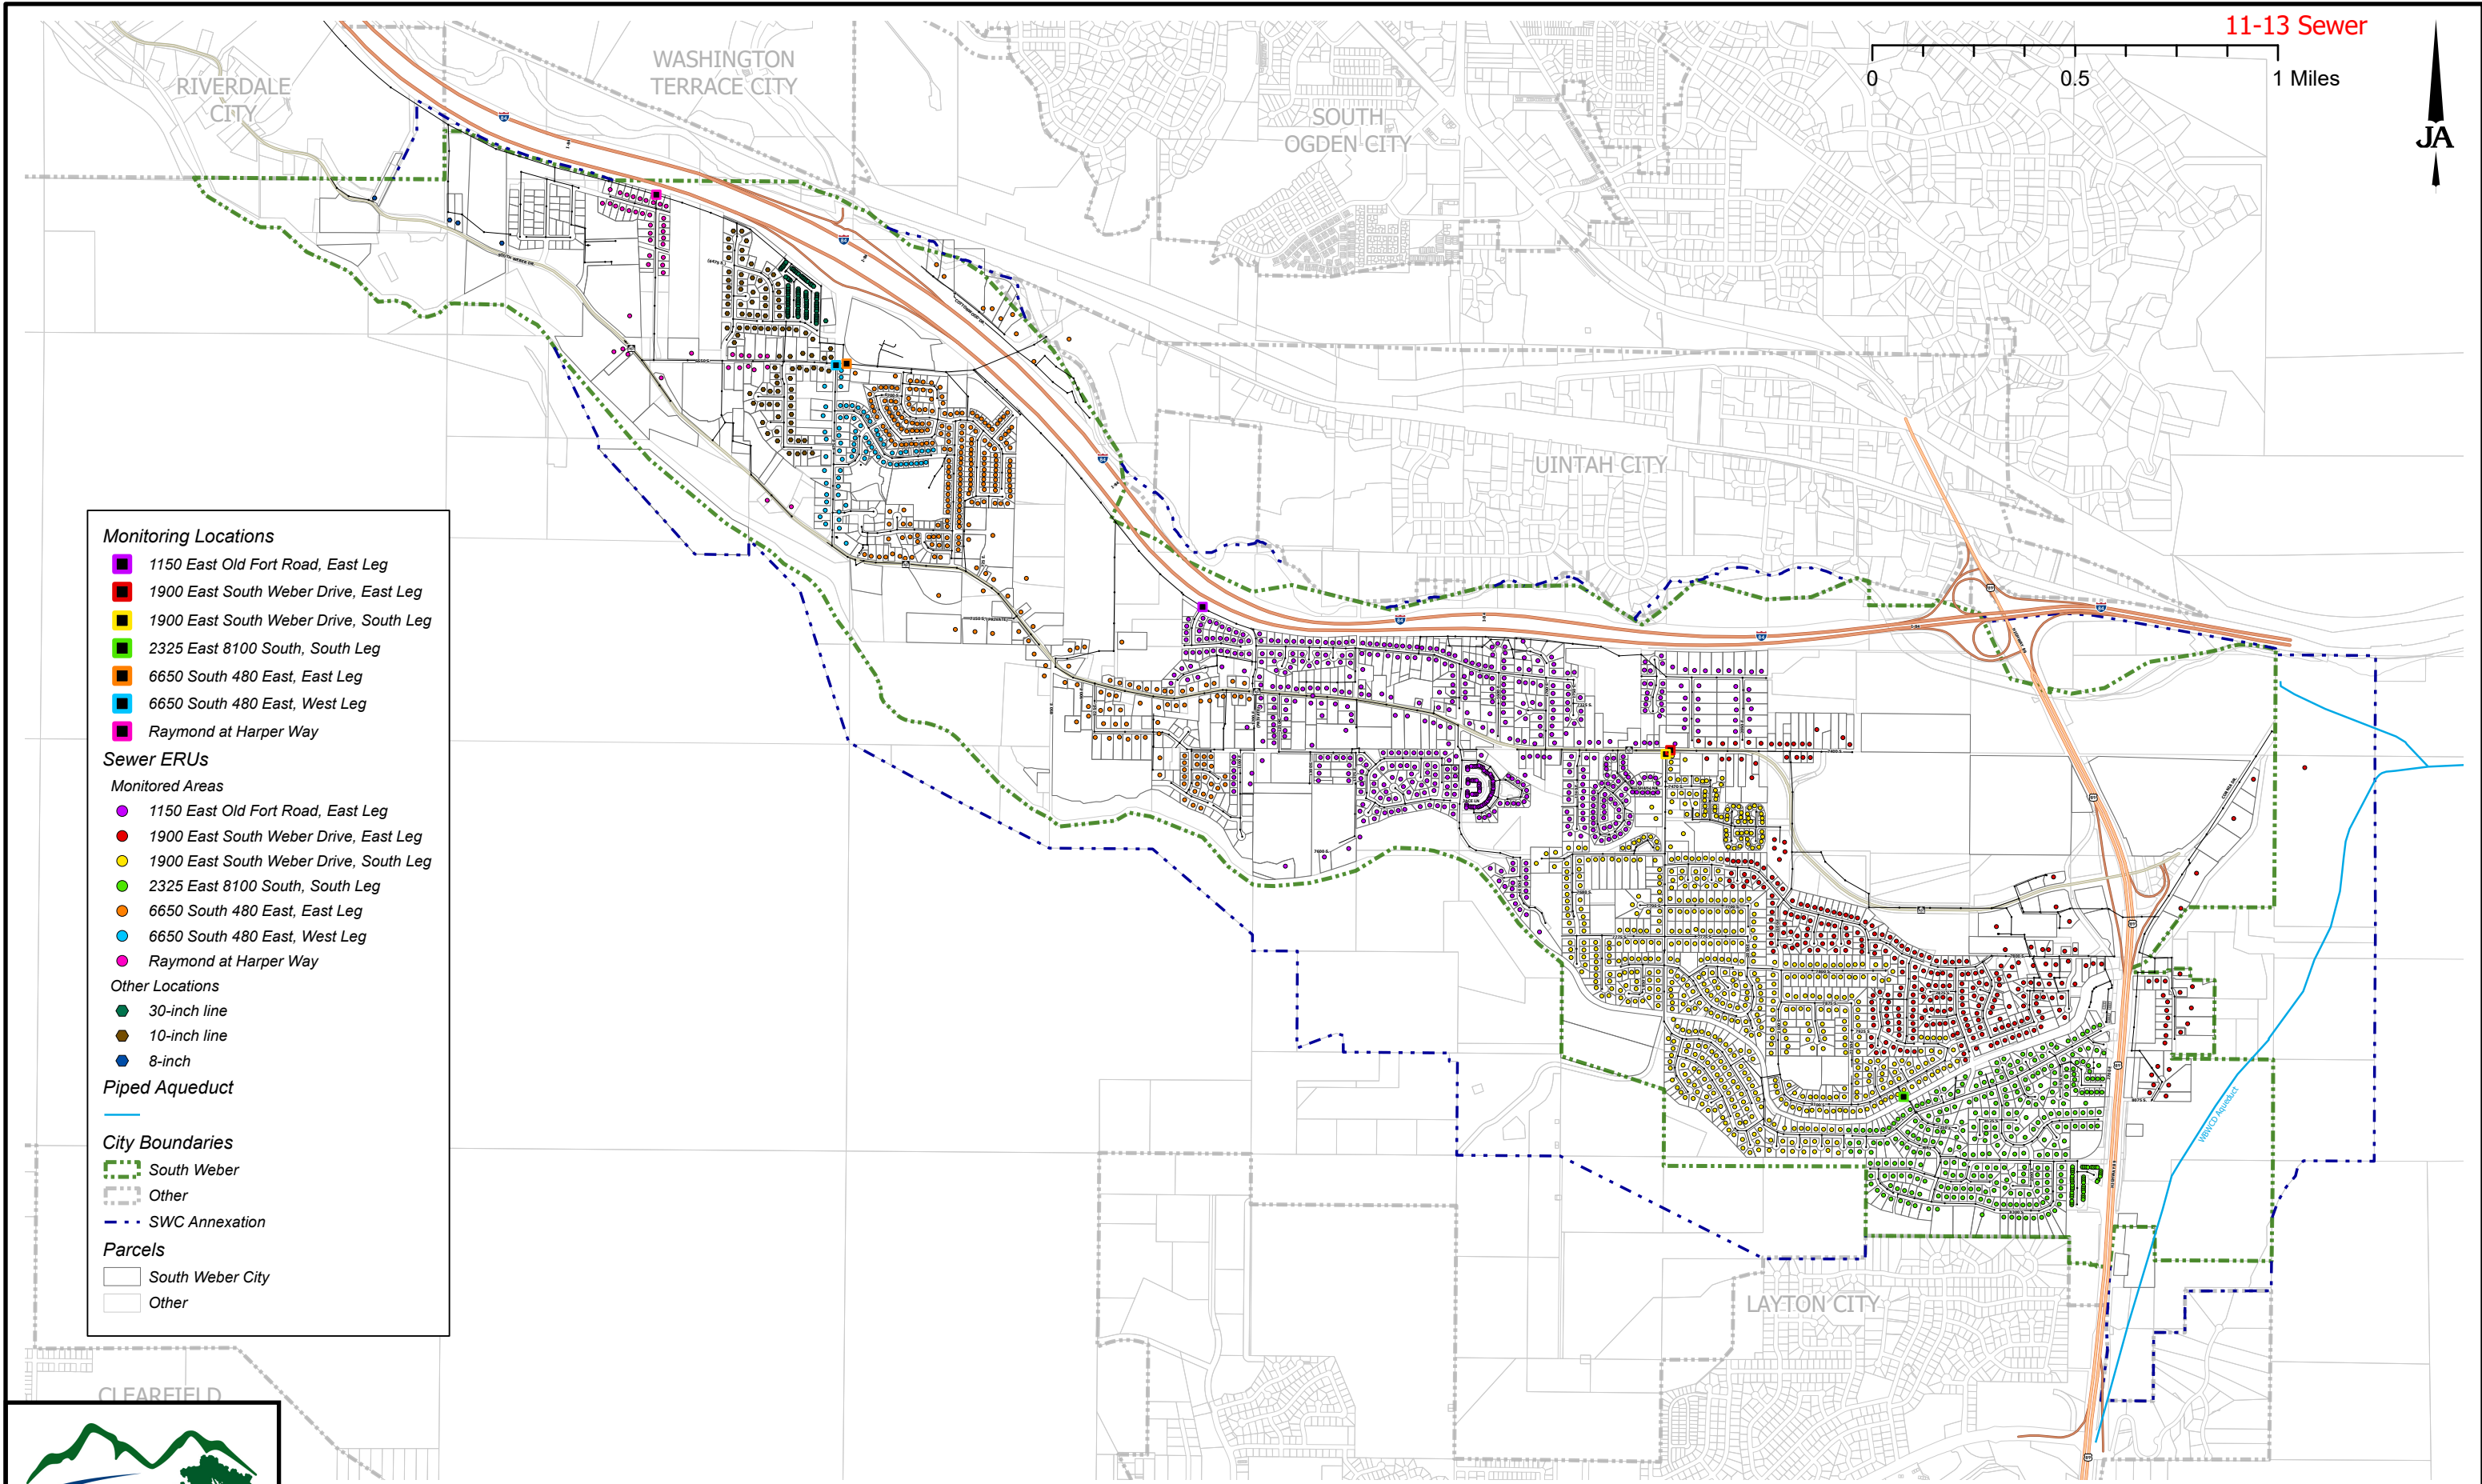 11-13 Sewer
0 0.5 1 Miles
JA
RIVERDALE
CITY
WASHINGTON
TERRACE CITY
SOUTH
OGDEN CITY
UINTAH CITY
LAYTON CITY
CLEARFIELD
WBWCD Aqueduct
SOUTH WEBER DR.
COTTONWOOD DR.
Monitoring Locations
1150 East Old Fort Road, East Leg
1900 East South Weber Drive, East Leg
1900 East South Weber Drive, South Leg
2325 East 8100 South, South Leg
6650 South 480 East, East Leg
6650 South 480 East, West Leg
Raymond at Harper Way
Sewer ERUs
Monitored Areas
1150 East Old Fort Road, East Leg
1900 East South Weber Drive, East Leg
1900 East South Weber Drive, South Leg
2325 East 8100 South, South Leg
6650 South 480 East, East Leg
6650 South 480 East, West Leg
Raymond at Harper Way
Other Locations
30-inch line
10-inch line
8-inch
Piped Aqueduct
City Boundaries
South Weber
Other
SWC Annexation
Parcels
South Weber City
Other